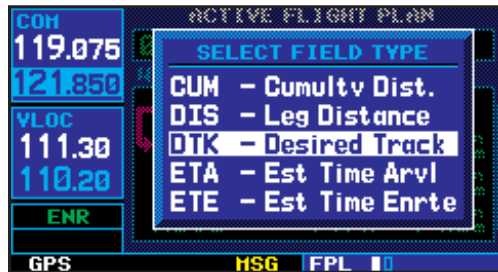 COM
119.075
121.850
VLOC
111.30
110.20
ENR
ACTIVE FLIGHT PLAN
SELECT FIELD TYPE
CUM – Cumultv Dist.
DIS – Leg Distance
DTK – Desired Track
ETA – Est Time Arvl
ETE – Est Time Enrte
GPS
MSG
FPL